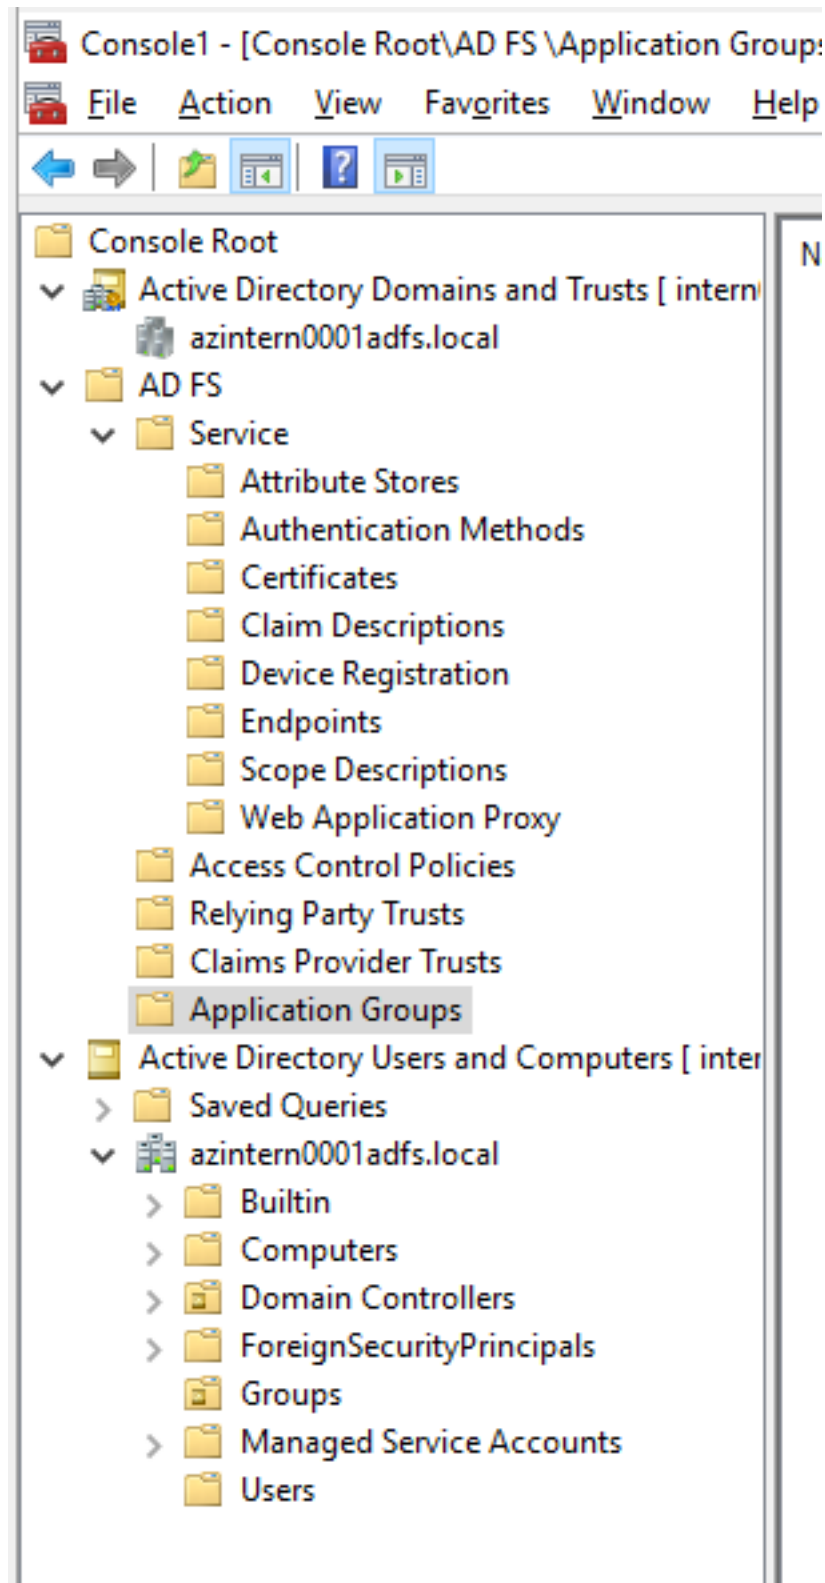 Console1 - [Console Root\AD FS \Application Groups
File Action View Favorites Window Help
Console Root
N
Active Directory Domains and Trusts [ intern
azintern0001adfs.local
AD FS
Service
Attribute Stores
Authentication Methods
Certificates
Claim Descriptions
Device Registration
Endpoints
Scope Descriptions
Web Application Proxy
Access Control Policies
Relying Party Trusts
Claims Provider Trusts
Application Groups
Active Directory Users and Computers [ inter
Saved Queries
azintern0001adfs.local
Builtin
Computers
Domain Controllers
ForeignSecurityPrincipals
Groups
Managed Service Accounts
Users